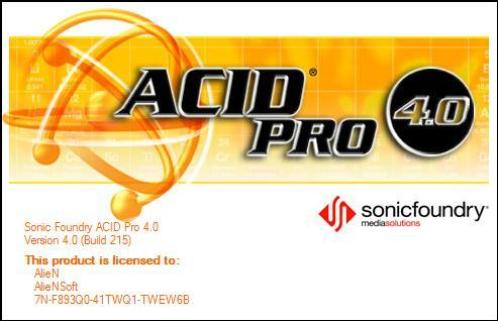 ACID®
PRO
4.0
sonicfoundry®
mediasolutions
Sonic Foundry ACID Pro 4.0
Version 4.0 (Build 215)
This product is licensed to:
AlieN
AlieNSoft
7N-F893Q0-41TWQ1-TWEW6B